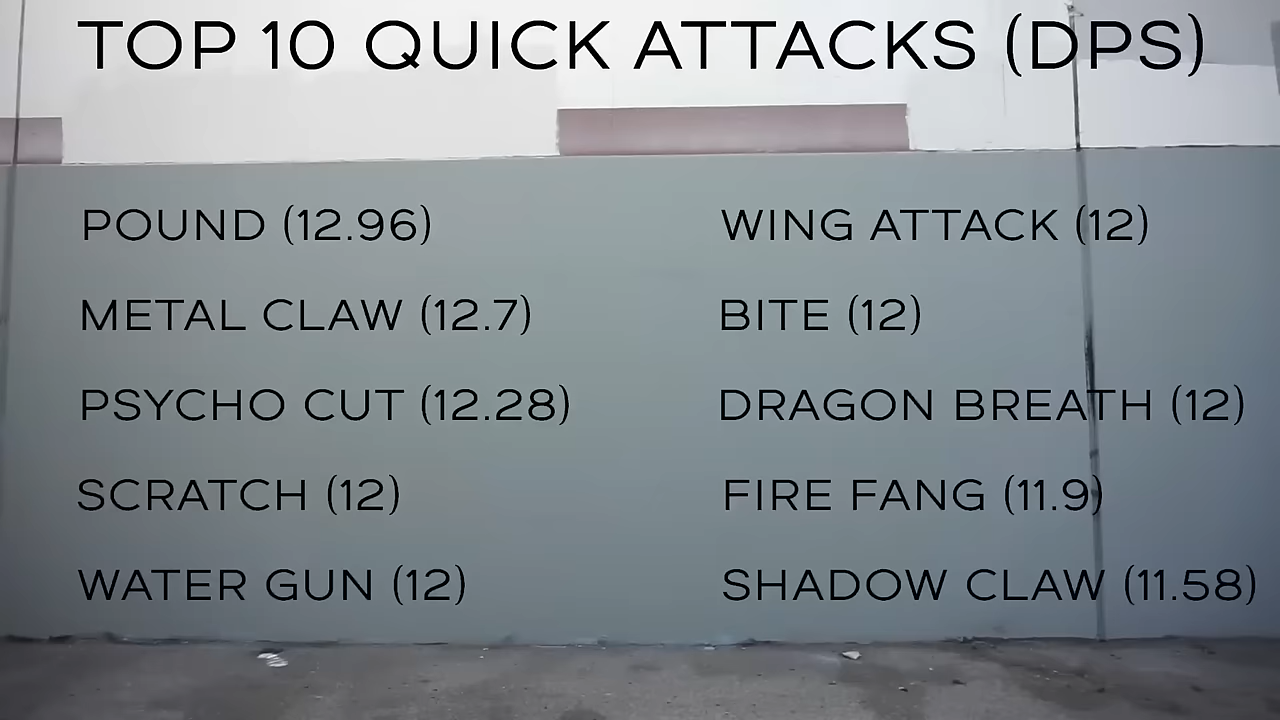 TOP 10 QUICK ATTACKS (DPS)
POUND (12.96)
METAL CLAW (12.7)
PSYCHO CUT (12.28)
SCRATCH (12)
WATER GUN (12)
WING ATTACK (12)
BITE (12)
DRAGON BREATH (12)
FIRE FANG (11.9)
SHADOW CLAW (11.58)